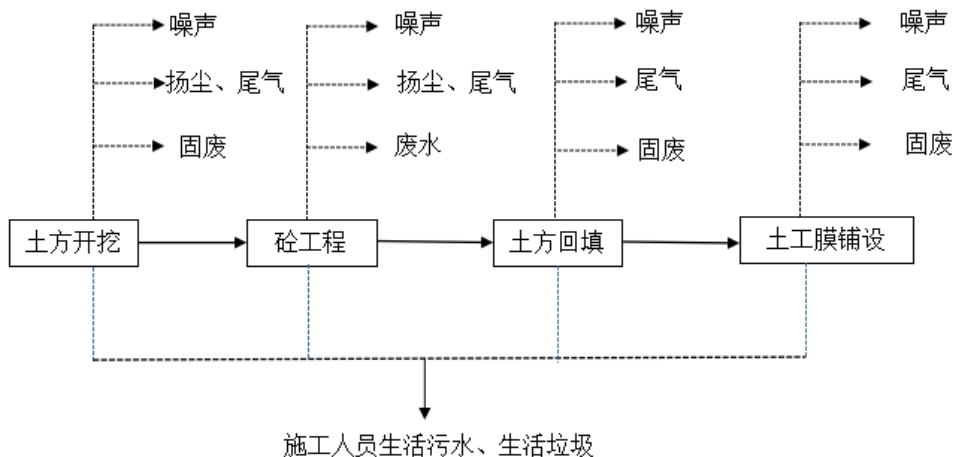 噪声
噪声
噪声
噪声
扬尘、尾气
扬尘、尾气
尾气
尾气
固废
废水
固废
固废
土方开挖
砼工程
土方回填
土工膜铺设
施工人员生活污水、生活垃圾